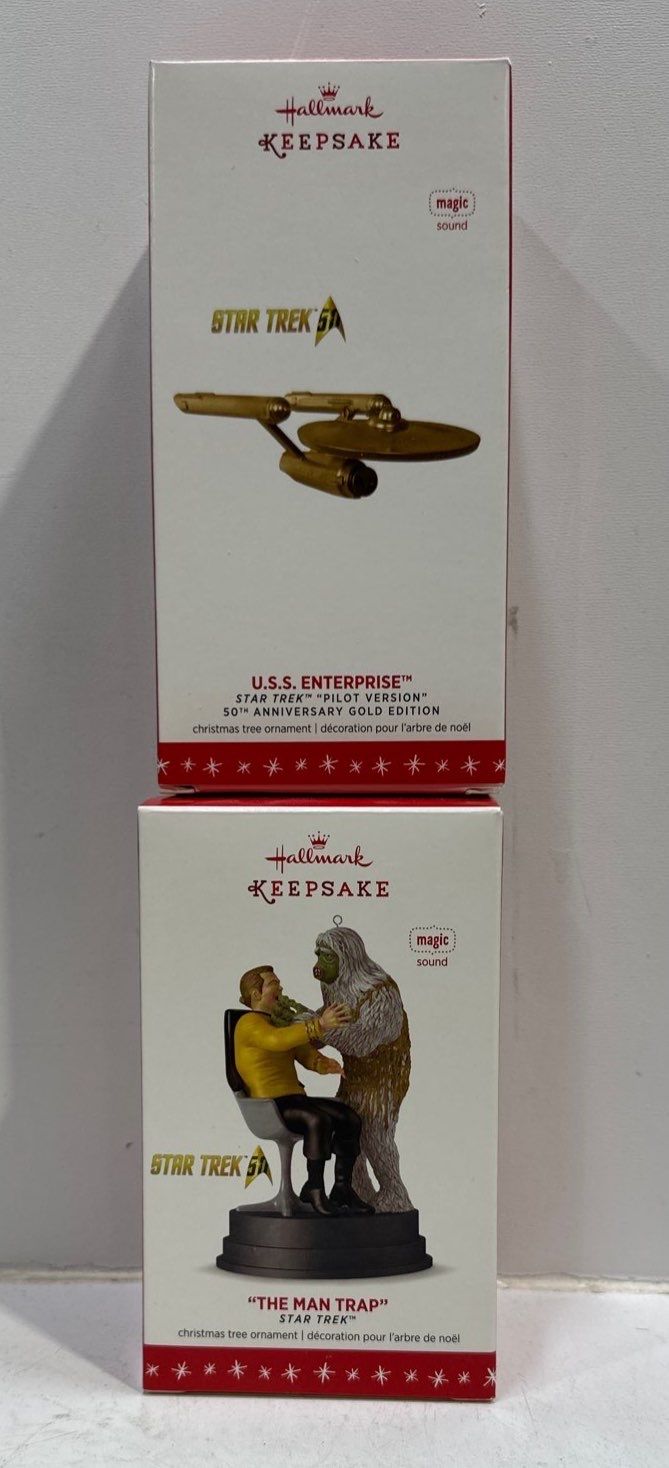 Hallmark
KEEPSAKE
magic
sound
STAR TREK™ 50
U.S.S. ENTERPRISE™
STAR TREK™ “PILOT VERSION”
50TH ANNIVERSARY GOLD EDITION
christmas tree ornament | décoration pour l'arbre de noël
Hallmark
KEEPSAKE
magic
sound
STAR TREK™ 50
“THE MAN TRAP”
STAR TREK™
christmas tree ornament | décoration pour l'arbre de noël